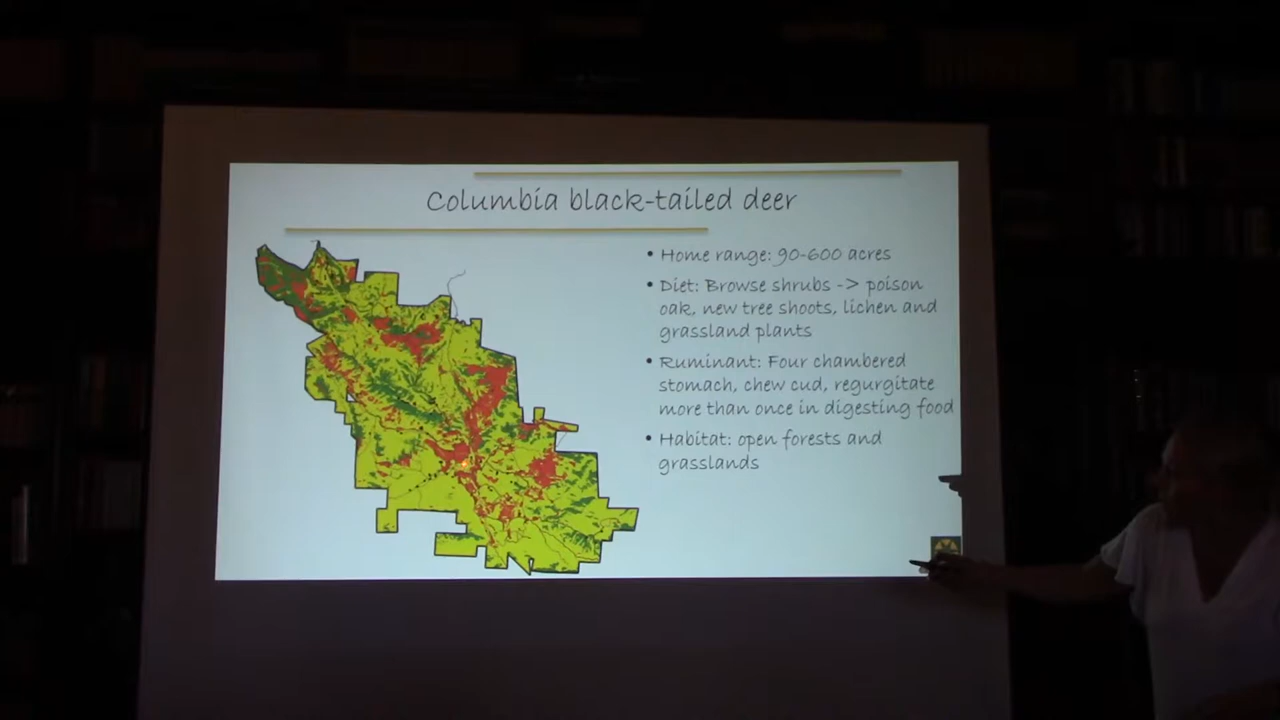 Columbia black-tailed deer
• Home range: 90-600 acres
• Diet: Browse shrubs -> poison
oak, new tree shoots, lichen and
grassland plants
• Ruminant: Four chambered
stomach, chew cud, regurgitate
more than once in digesting food
• Habitat: open forests and
grasslands